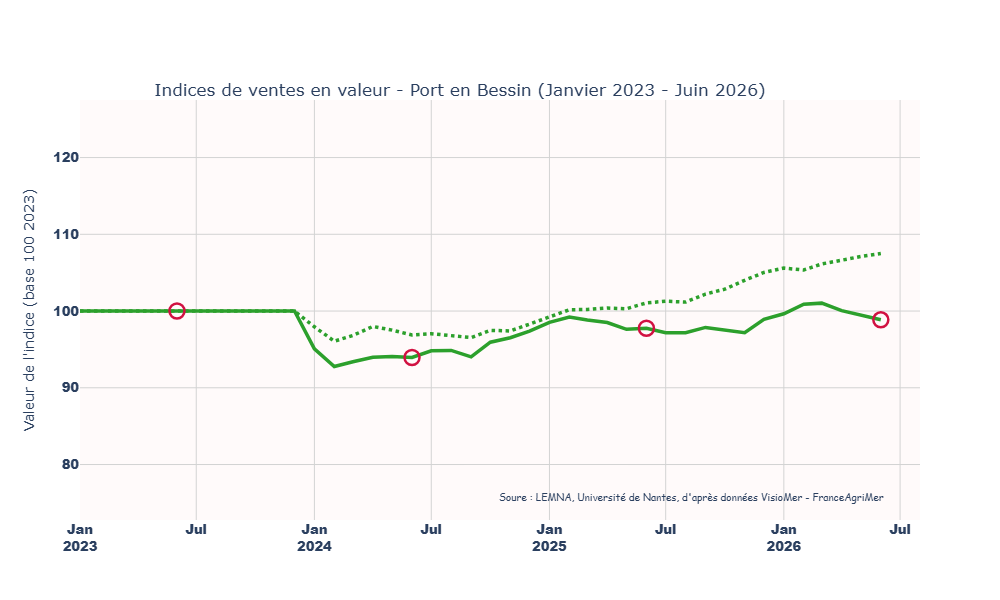 Indices de ventes en valeur - Port en Bessin (Janvier 2023 - Juin 2026)
Valeur de l'Indice (base 100 2023)
120
110
100
90
80
Soure : LEMNA, Université de Nantes, d'après données VisioMer - FranceAgriMer
Jan Jul Jan Jul Jan Jul Jan Jul
2023 2024 2025 2026